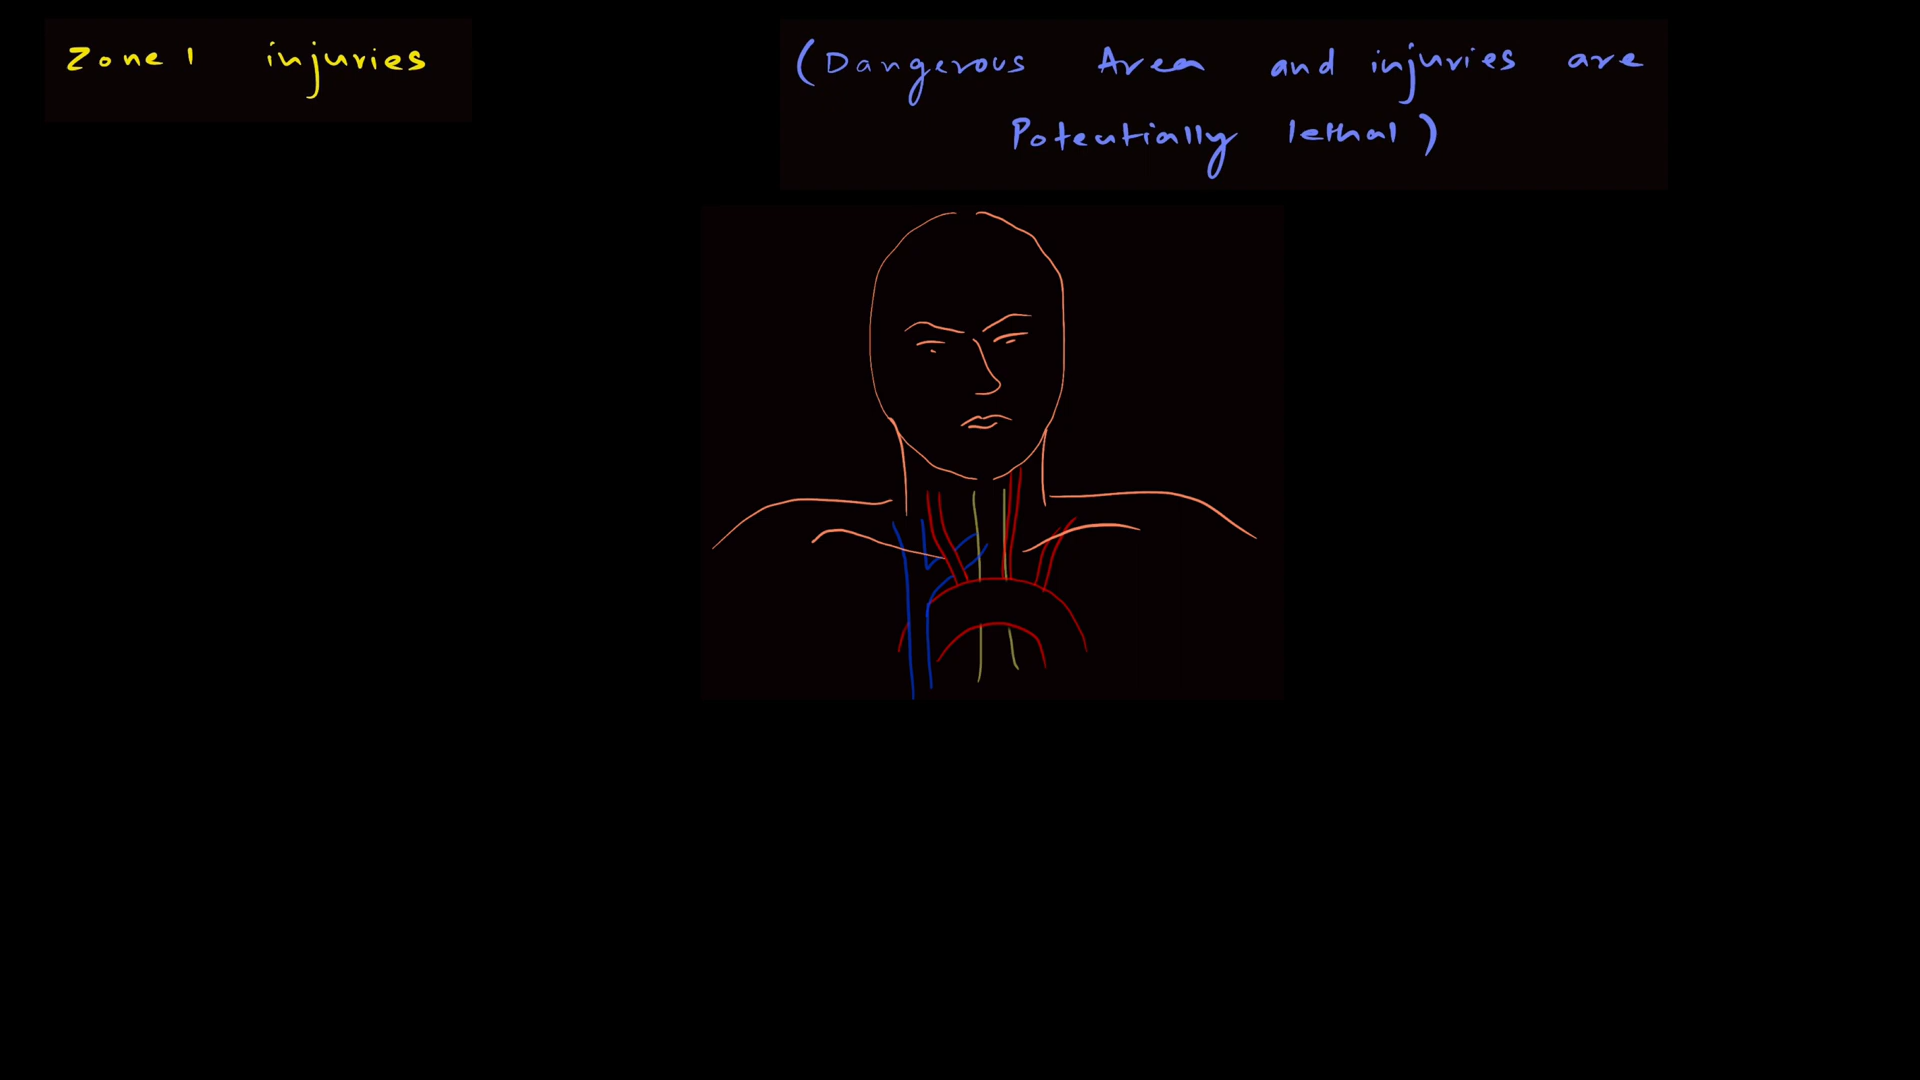 Zone 1 injuries
(Dangerous Area and injuries are
Potentially lethal)